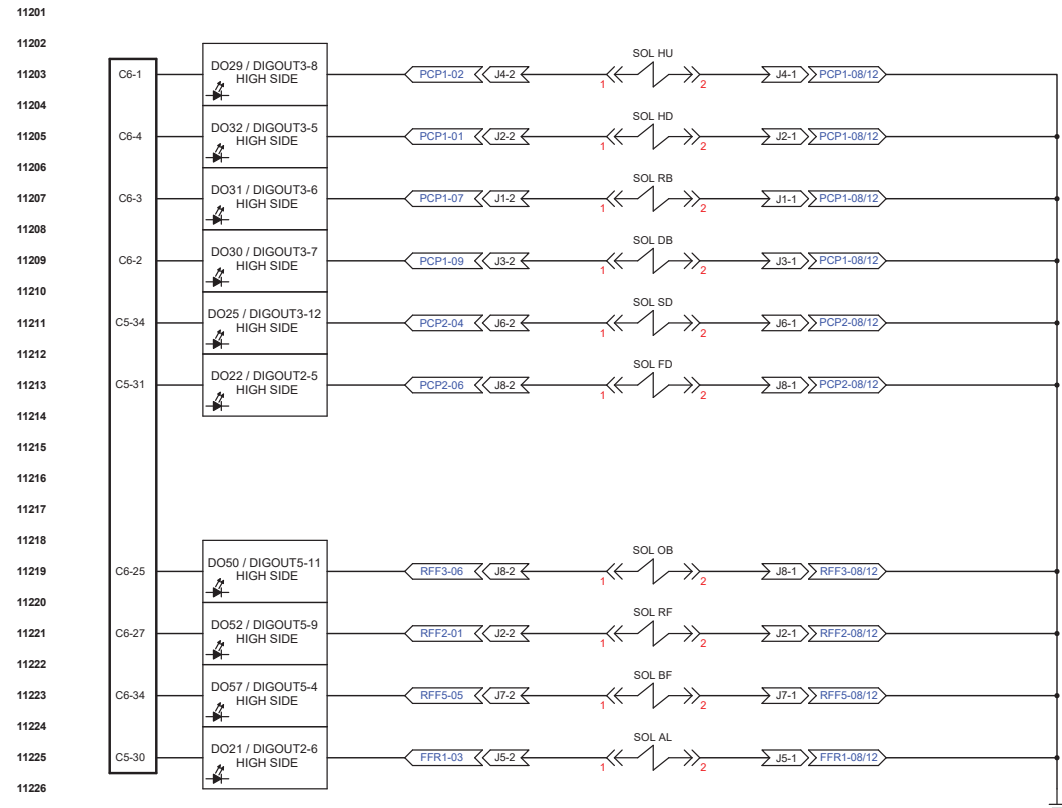 11201
11202
SOL HU
11203 C6-1 DO29 / DIGOUT3-8 HIGH SIDE PCP1-02 J4-2 1 2 J4-1 PCP1-08/12
11204
SOL HD
11205 C6-4 DO32 / DIGOUT3-5 HIGH SIDE PCP1-01 J2-2 1 2 J2-1 PCP1-08/12
11206
SOL RB
11207 C6-3 DO31 / DIGOUT3-6 HIGH SIDE PCP1-07 J1-2 1 2 J1-1 PCP1-08/12
11208
SOL DB
11209 C6-2 DO30 / DIGOUT3-7 HIGH SIDE PCP1-09 J3-2 1 2 J3-1 PCP1-08/12
11210
SOL SD
11211 C5-34 DO25 / DIGOUT3-12 HIGH SIDE PCP2-04 J6-2 1 2 J6-1 PCP2-08/12
11212
SOL FD
11213 C5-31 DO22 / DIGOUT2-5 HIGH SIDE PCP2-06 J8-2 1 2 J8-1 PCP2-08/12
11214
11215
11216
11217
11218
SOL OB
11219 C6-25 DO50 / DIGOUT5-11 HIGH SIDE RFF3-06 J8-2 1 2 J8-1 RFF3-08/12
11220
SOL RF
11221 C6-27 DO52 / DIGOUT5-9 HIGH SIDE RFF2-01 J2-2 1 2 J2-1 RFF2-08/12
11222
SOL BF
11223 C6-34 DO57 / DIGOUT5-4 HIGH SIDE RFF5-05 J7-2 1 2 J7-1 RFF5-08/12
11224
SOL AL
11225 C5-30 DO21 / DIGOUT2-6 HIGH SIDE FFR1-03 J5-2 1 2 J5-1 FFR1-08/12
11226